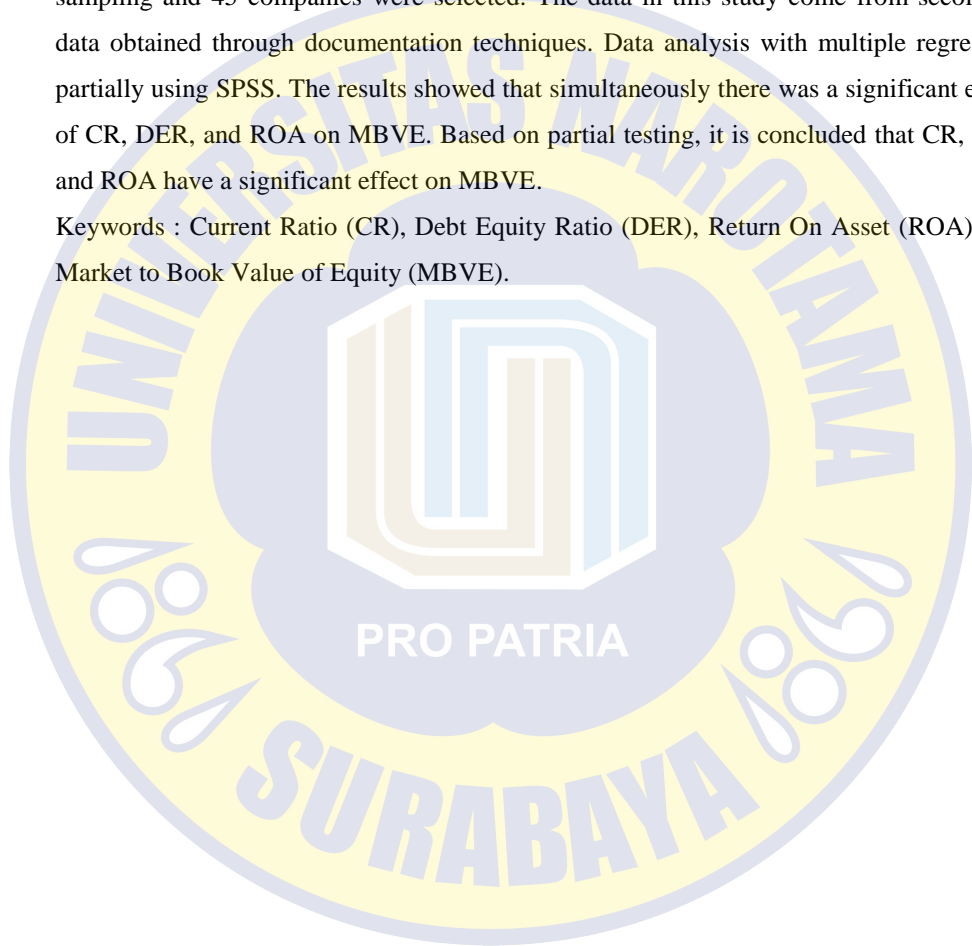 sampling and 45 companies were selected. The data in this study come from secon
data obtained through documentation techniques. Data analysis with multiple regre
partially using SPSS. The results showed that simultaneously there was a significant e
of CR, DER, and ROA on MBVE. Based on partial testing, it is concluded that CR,
and ROA have a significant effect on MBVE.
Keywords : Current Ratio (CR), Debt Equity Ratio (DER), Return On Asset (ROA)
Market to Book Value of Equity (MBVE).
UNIVERSITAS NAROTAMA
PRO PATRIA
SURABAYA